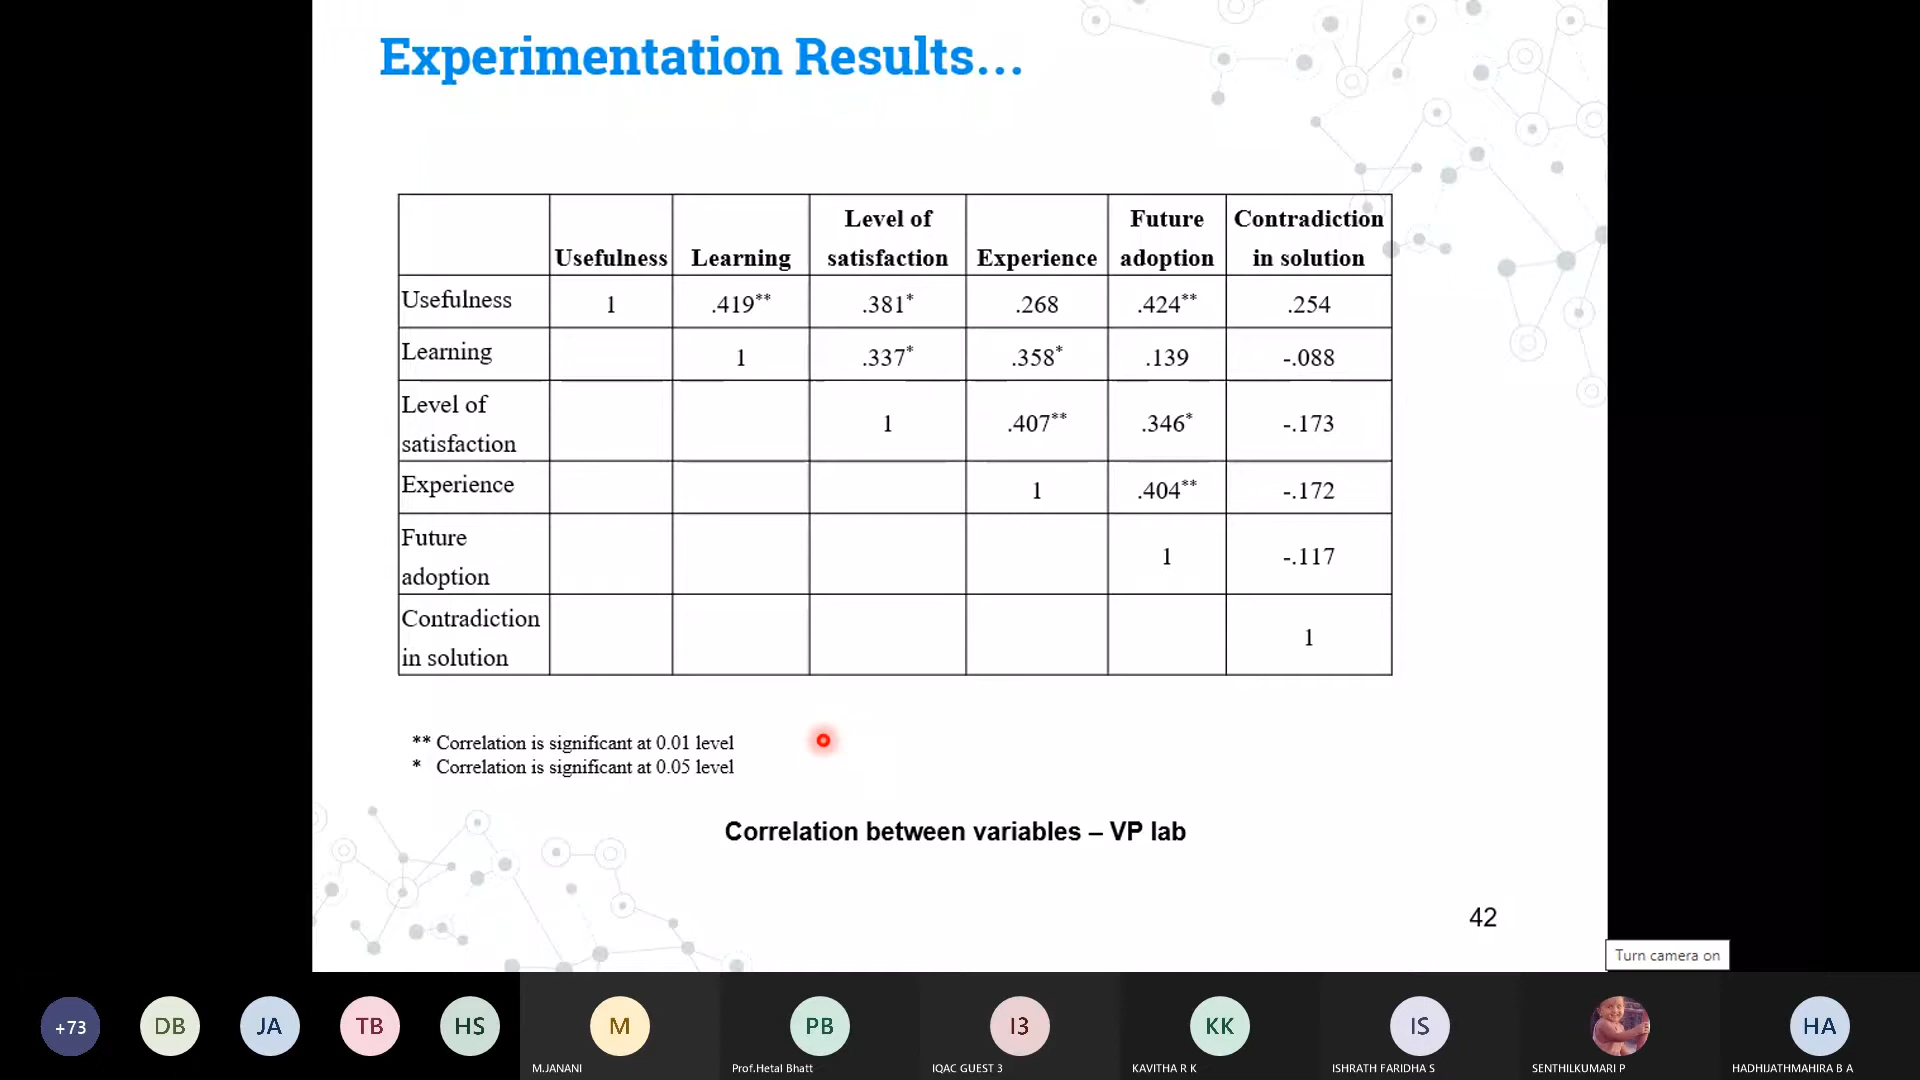 Experimentation Results...
Usefulness Learning Level of satisfaction Experience Future adoption Contradiction in solution
Usefulness 1 .419** .381* .268 .424** .254
Learning 1 .337* .358* .139 -.088
Level of satisfaction 1 .407** .346* -.173
Experience 1 .404** -.172
Future adoption 1 -.117
Contradiction in solution 1
** Correlation is significant at 0.01 level
* Correlation is significant at 0.05 level
Correlation between variables – VP lab
42
Turn camera on
+73 DB JA TB HS M PB I3 KK IS HA
M.JANANI Prof.Hetal Bhatt IQAC GUEST 3 KAVITHA R K ISHRATH FARIDHA S SENTHILKUMARI P HADHIJATHMAHIRA B A